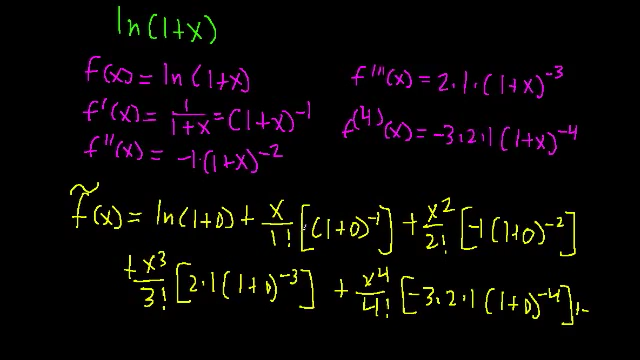 ln(1+x)
f(x) = ln(1+x)
f'(x) = 1/(1+x) = (1+x)^-1
f''(x) = -1·(1+x)^-2
f'''(x) = 2·1·(1+x)^-3
f^(4)(x) = -3·2·1(1+x)^-4
f̃(x) = ln(1+0) + x/1! [(1+0)^-1] + x^2/2! [-1(1+0)^-2]
+ x^3/3! [2·1(1+0)^-3] + x^4/4! [-3·2·1(1+0)^-4] +